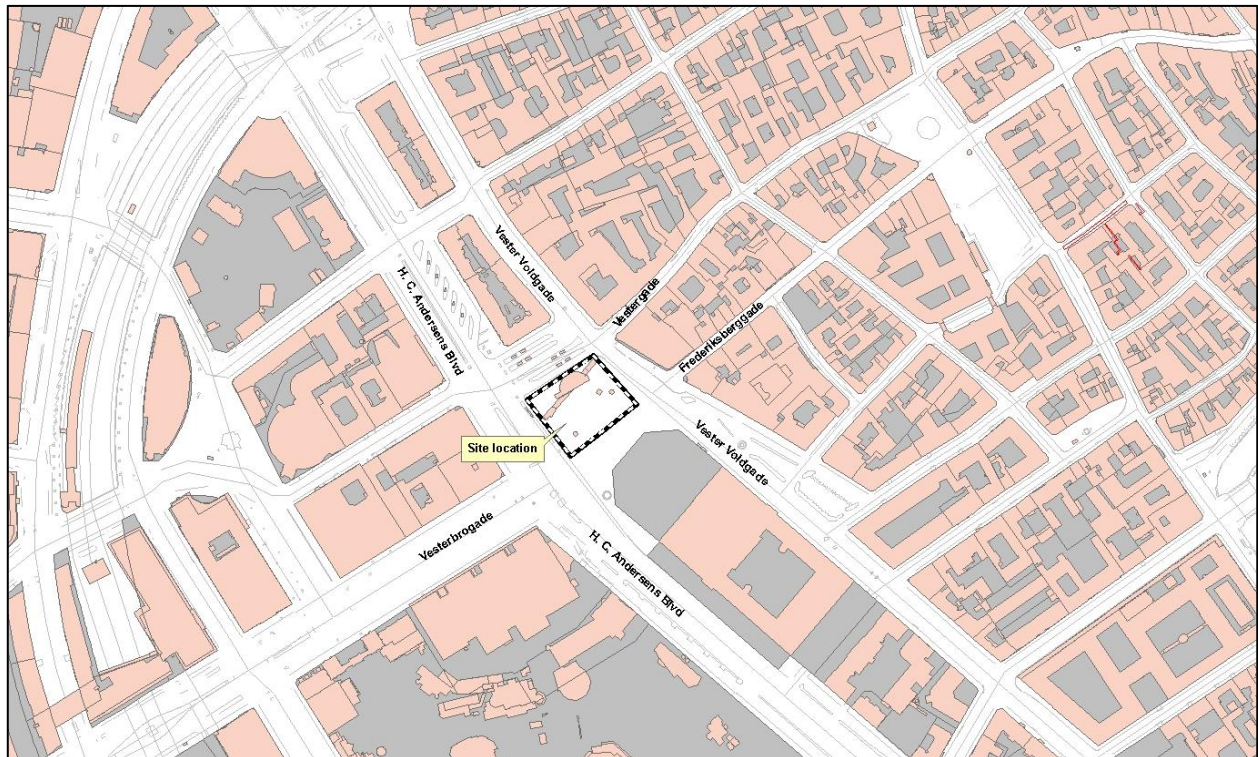 Vester Voldgade
H. C. Andersens Blvd
Vestergade
Frederiksberggade
Site location
Vester Voldgade
Vesterbrogade
H. C. Andersens Blvd